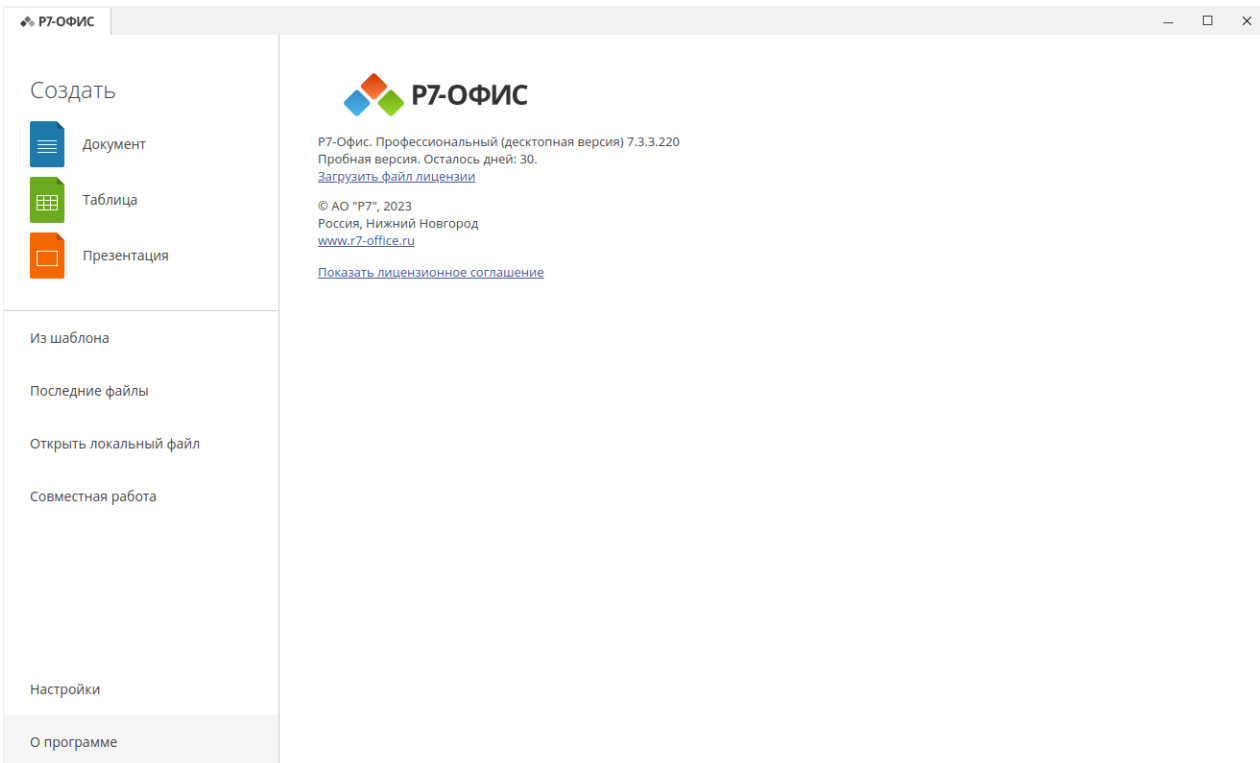 Р7-ОФИС
Создать
Документ
Таблица
Презентация
Из шаблона
Последние файлы
Открыть локальный файл
Совместная работа
Настройки
О программе
Р7-ОФИС
Р7-Офис. Профессиональный (десктопная версия) 7.3.3.220
Пробная версия. Осталось дней: 30.
Загрузить файл лицензии
© АО "Р7", 2023
Россия, Нижний Новгород
www.r7-office.ru
Показать лицензионное соглашение